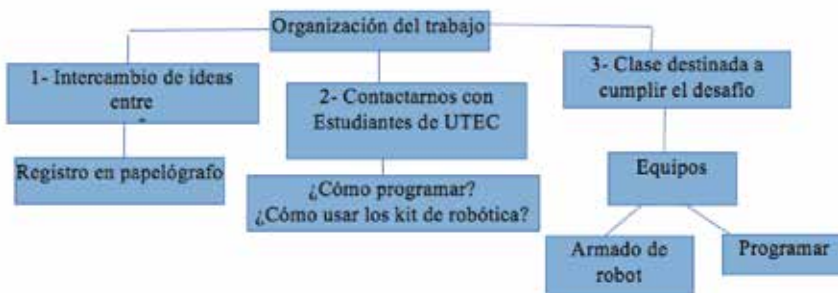 Organización del trabajo
1- Intercambio de ideas
entre
Registro en papelógrafo
2- Contactarnos con
Estudiantes de UTEC
¿Cómo programar?
¿Cómo usar los kit de robótica?
3- Clase destinada a
cumplir el desafío
Equipos
Armado de
robot
Programar